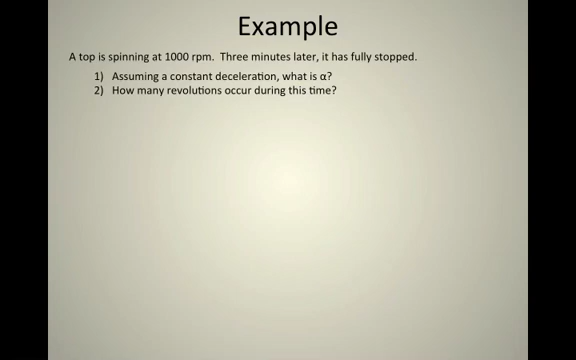 Example
A top is spinning at 1000 rpm. Three minutes later, it has fully stopped.
1) Assuming a constant deceleration, what is α?
2) How many revolutions occur during this time?